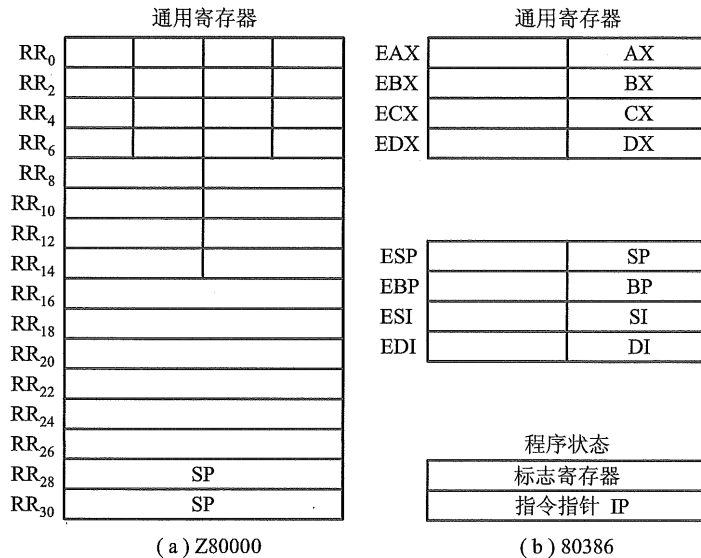 通用寄存器
RR0
RR2
RR4
RR6
RR8
RR10
RR12
RR14
RR16
RR18
RR20
RR22
RR24
RR26
RR28 SP
RR30 SP
(a) Z80000
通用寄存器
EAX AX
EBX BX
ECX CX
EDX DX
ESP SP
EBP BP
ESI SI
EDI DI
程序状态
标志寄存器
指令指针 IP
(b) 80386